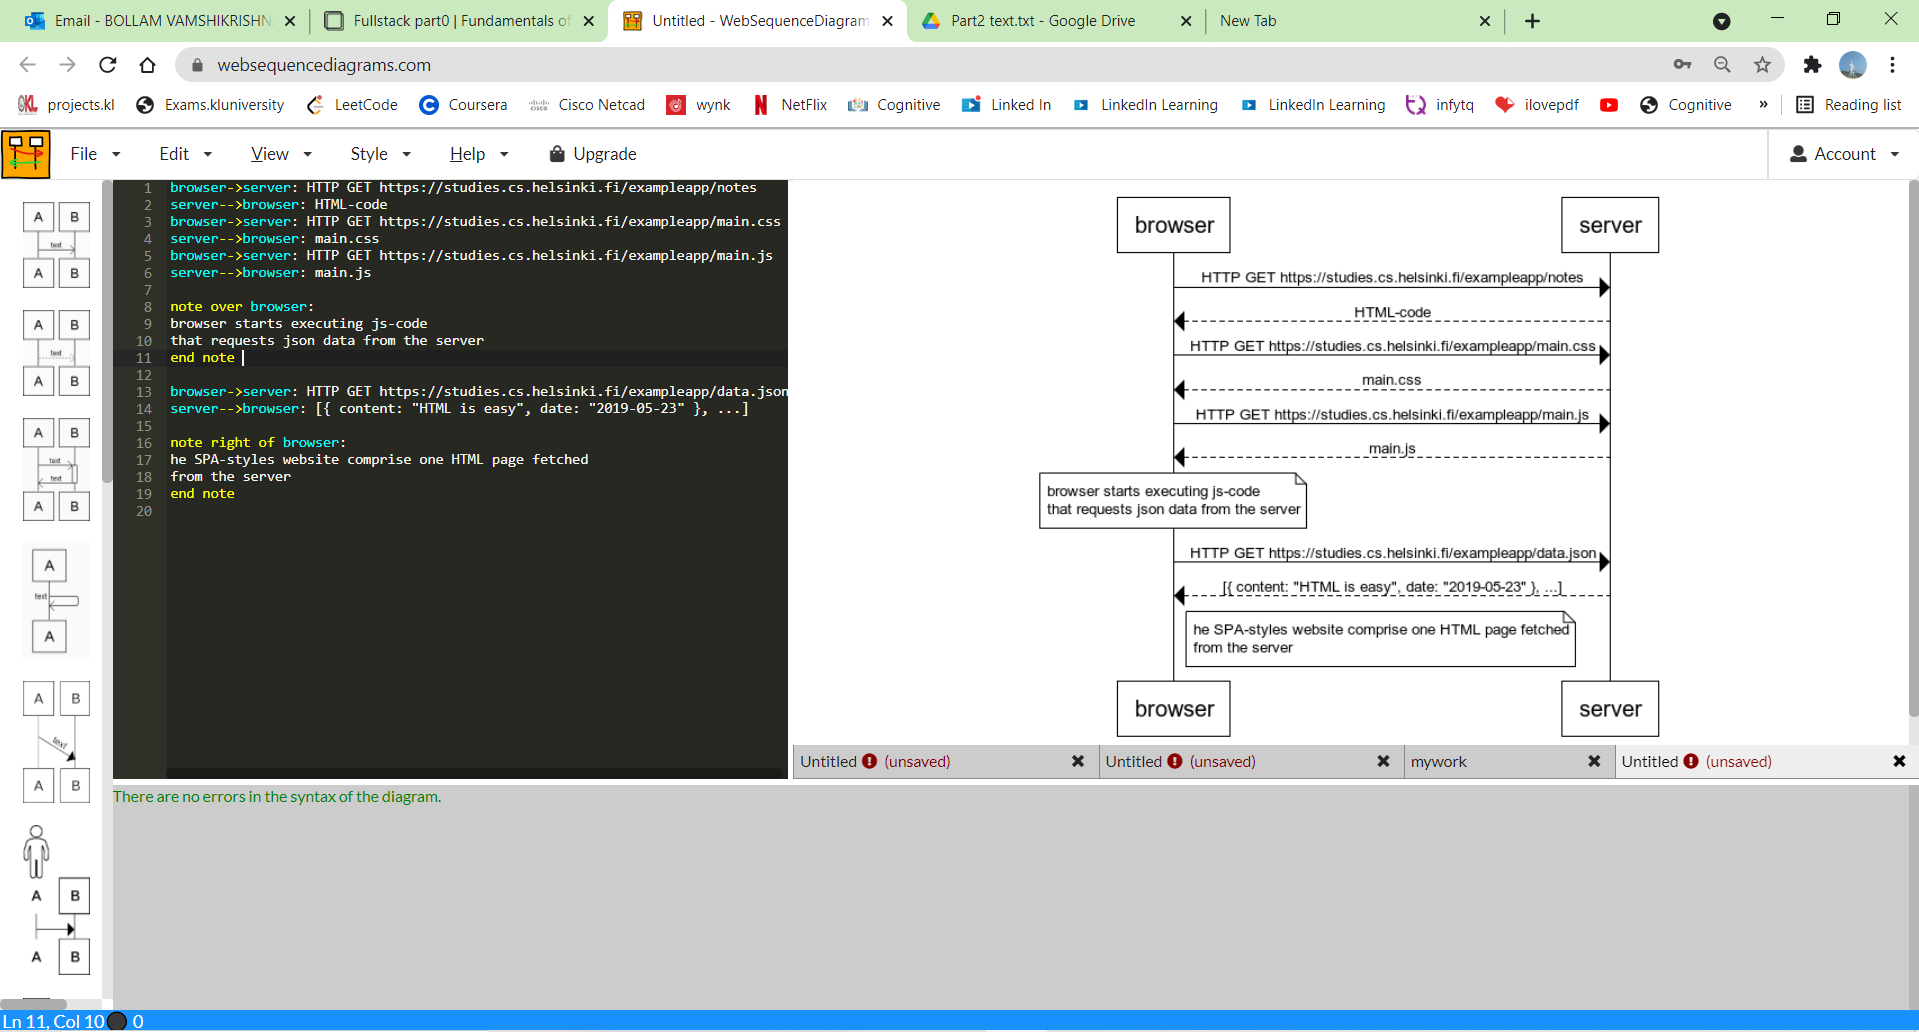 Email - BOLLAM VAMSHIKRISHN
Fullstack part0 | Fundamentals of
Untitled - WebSequenceDiagram
Part2 text.txt - Google Drive
New Tab
websequencediagrams.com
projects.kl
Exams.kluniversity
LeetCode
Coursera
Cisco Netcad
wynk
NetFlix
Cognitive
Linked In
LinkedIn Learning
LinkedIn Learning
infytq
ilovepdf
Cognitive
»
Reading list
File
Edit
View
Style
Help
Upgrade
Account
A B
text
A B
A B
text
A B
A B
text
text
A B
A
text
A
A B
text
A B
A B
A B
1 browser->server: HTTP GET https://studies.cs.helsinki.fi/exampleapp/notes
2 server-->browser: HTML-code
3 browser->server: HTTP GET https://studies.cs.helsinki.fi/exampleapp/main.css
4 server-->browser: main.css
5 browser->server: HTTP GET https://studies.cs.helsinki.fi/exampleapp/main.js
6 server-->browser: main.js
7
8 note over browser:
9 browser starts executing js-code
10 that requests json data from the server
11 end note
12
13 browser->server: HTTP GET https://studies.cs.helsinki.fi/exampleapp/data.json
14 server-->browser: [{ content: "HTML is easy", date: "2019-05-23" }, ...]
15
16 note right of browser:
17 he SPA-styles website comprise one HTML page fetched
18 from the server
19 end note
20
browser
server
HTTP GET https://studies.cs.helsinki.fi/exampleapp/notes
HTML-code
HTTP GET https://studies.cs.helsinki.fi/exampleapp/main.css
main.css
HTTP GET https://studies.cs.helsinki.fi/exampleapp/main.js
main.js
browser starts executing js-code
that requests json data from the server
HTTP GET https://studies.cs.helsinki.fi/exampleapp/data.json
[{ content: "HTML is easy", date: "2019-05-23" }, ...]
he SPA-styles website comprise one HTML page fetched
from the server
browser
server
Untitled (unsaved)
Untitled (unsaved)
mywork
Untitled (unsaved)
There are no errors in the syntax of the diagram.
Ln 11, Col 10 0